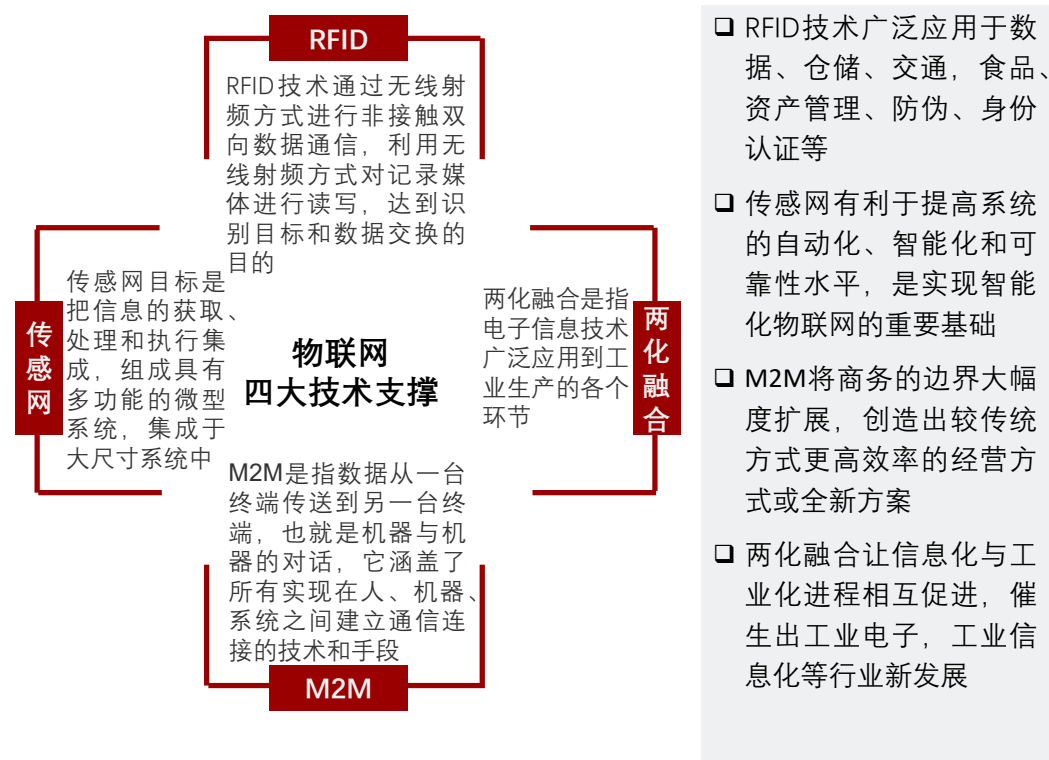 RFID
RFID技术通过无线射
频方式进行非接触双
向数据通信，利用无
线射频方式对记录媒
体进行读写，达到识
别目标和数据交换的
目的
传感网
传感网目标是
把信息的获取、
处理和执行集
成，组成具有
多功能的微型
系统，集成于
大尺寸系统中
物联网
四大技术支撑
两化融合是指
电子信息技术
广泛应用到工
业生产的各个
环节
两化融合
M2M是指数据从一台
终端传送到另一台终
端，也就是机器与机
器的对话，它涵盖了
所有实现在人、机器、
系统之间建立通信连
接的技术和手段
M2M
RFID技术广泛应用于数
据、仓储、交通，食品、
资产管理、防伪、身份
认证等
传感网有利于提高系统
的自动化、智能化和可
靠性水平，是实现智能
化物联网的重要基础
M2M将商务的边界大幅
度扩展，创造出较传统
方式更高效率的经营方
式或全新方案
两化融合让信息化与工
业化进程相互促进，催
生出工业电子，工业信
息化等行业新发展